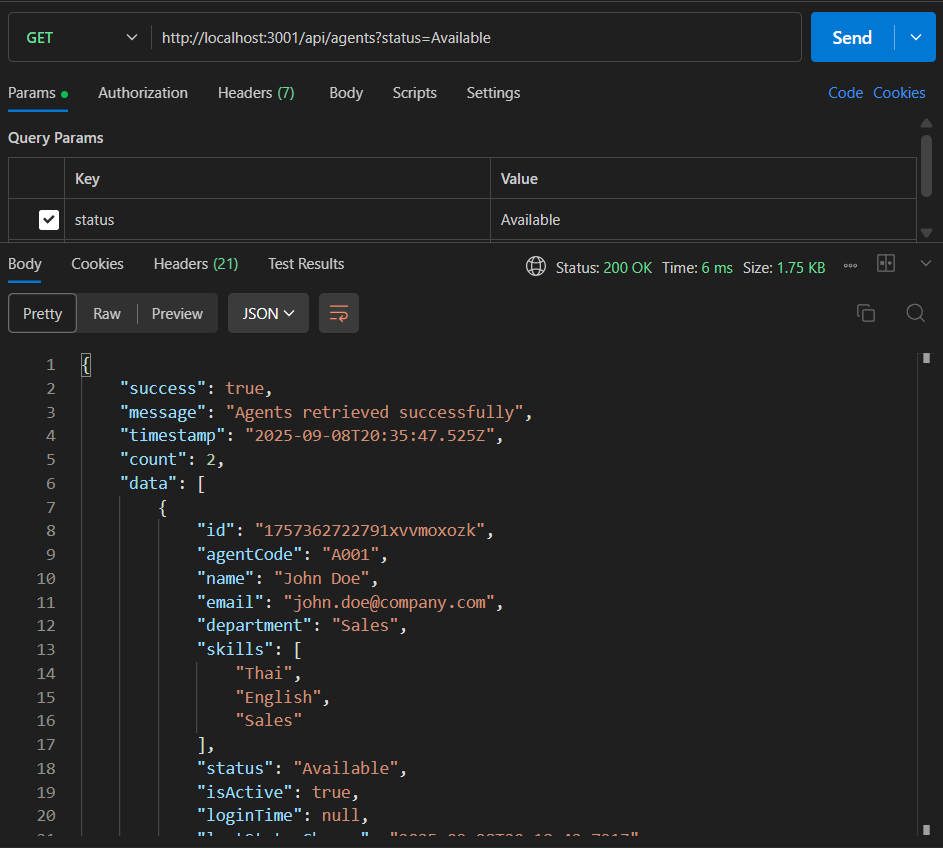 GET http://localhost:3001/api/agents?status=Available Send
Params Authorization Headers (7) Body Scripts Settings Code Cookies
Query Params
Key Value
status Available
Body Cookies Headers (21) Test Results Status: 200 OK Time: 6 ms Size: 1.75 KB
Pretty Raw Preview JSON
1 {
2 "success": true,
3 "message": "Agents retrieved successfully",
4 "timestamp": "2025-09-08T20:35:47.525Z",
5 "count": 2,
6 "data": [
7 {
8 "id": "1757362722791xvvmoxozk",
9 "agentCode": "A001",
10 "name": "John Doe",
11 "email": "john.doe@company.com",
12 "department": "Sales",
13 "skills": [
14 "Thai",
15 "English",
16 "Sales"
17 ],
18 "status": "Available",
19 "isActive": true,
20 "loginTime": null,